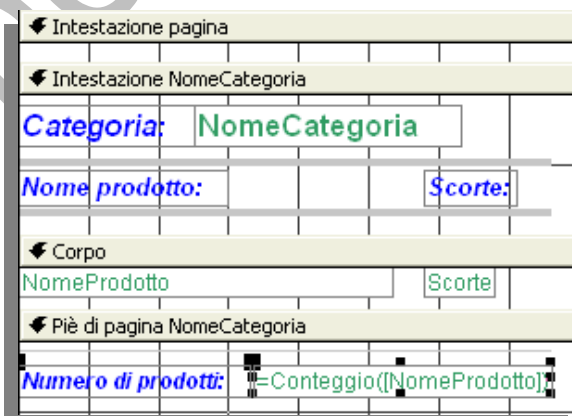 Intestazione pagina
Intestazione NomeCategoria
Categoria: NomeCategoria
Nome prodotto: Scorte:
Corpo
NomeProdotto Scorte
Piè di pagina NomeCategoria
Numero di prodotti: =Conteggio([NomeProdotto])